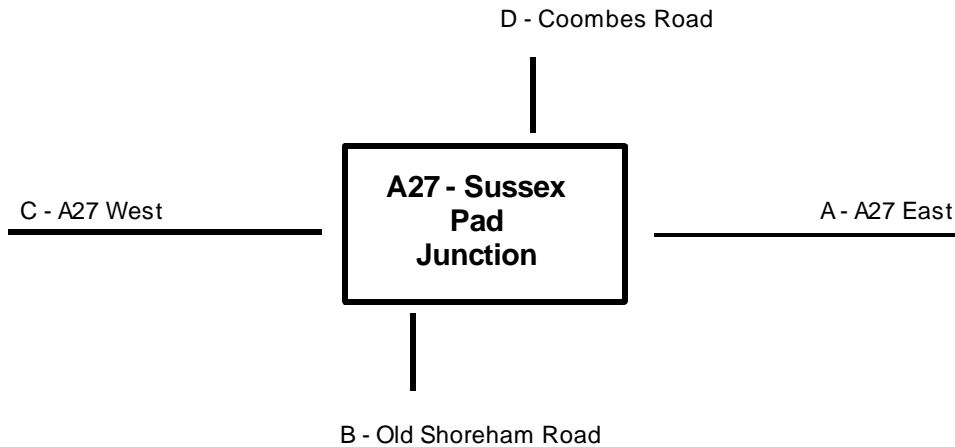 D - Coombes Road
A27 - Sussex
Pad
Junction
C - A27 West
A - A27 East
B - Old Shoreham Road